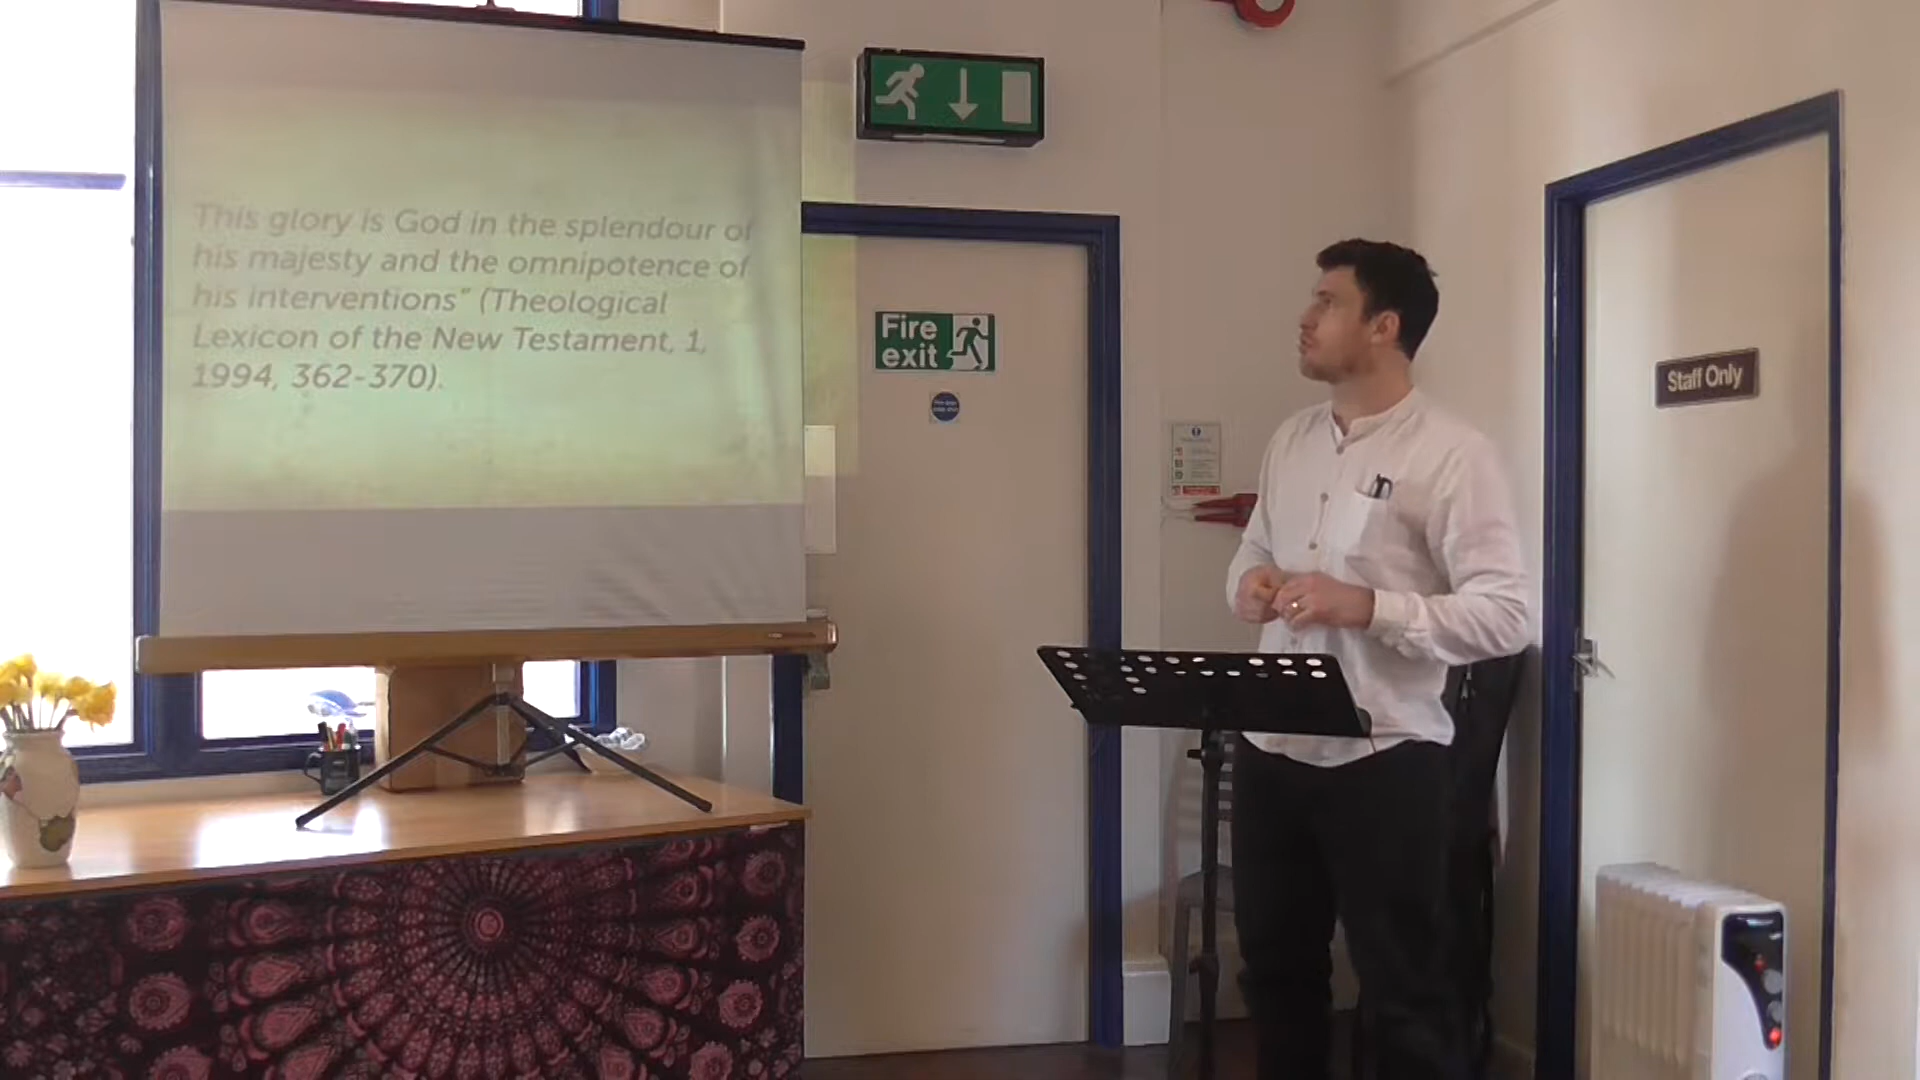 This glory is God in the splendour of
his majesty and the omnipotence of
his interventions" (Theological
Lexicon of the New Testament, 1,
1994, 362-370).
Fire
exit
Staff Only